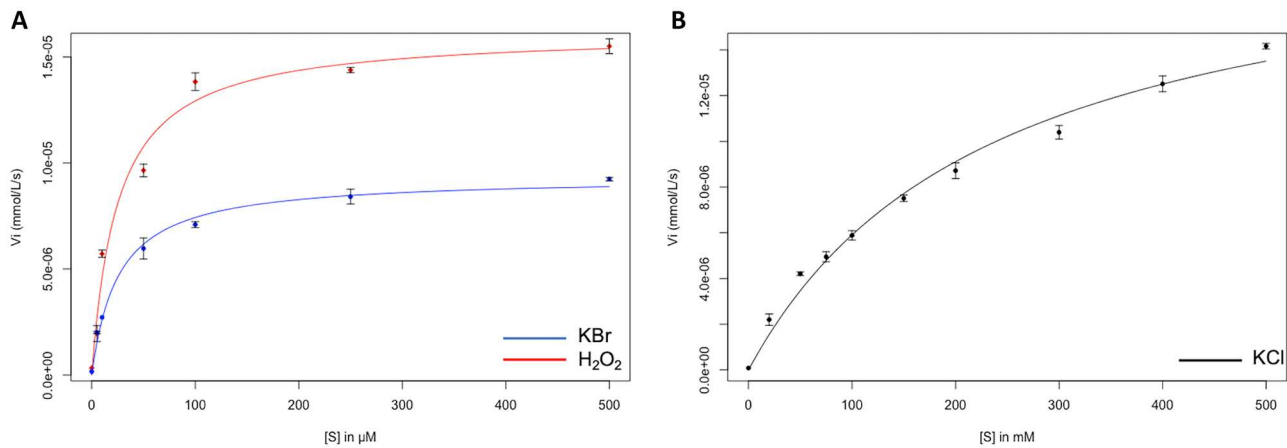 A
Vi (mmol/L/s)
1.5e-05
1.0e-05
5.0e-06
0.0e+00
KBr
H₂O₂
0 100 200 300 400 500
[S] in µM
B
Vi (mmol/L/s)
1.2e-05
8.0e-06
4.0e-06
0.0e+00
KCl
0 100 200 300 400 500
[S] in mM